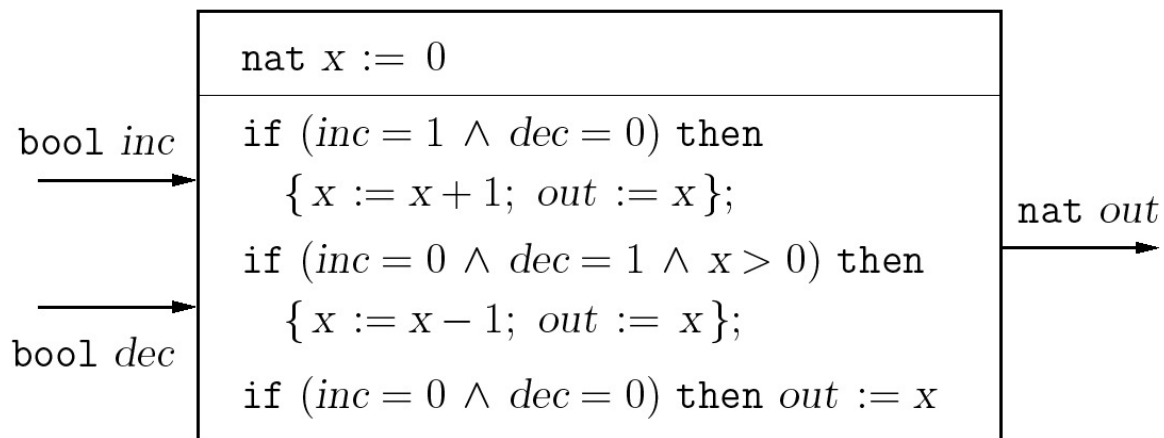 nat x := 0
bool inc
if (inc = 1 ∧ dec = 0) then
{ x := x + 1; out := x };
nat out
if (inc = 0 ∧ dec = 1 ∧ x > 0) then
{ x := x − 1; out := x };
bool dec
if (inc = 0 ∧ dec = 0) then out := x